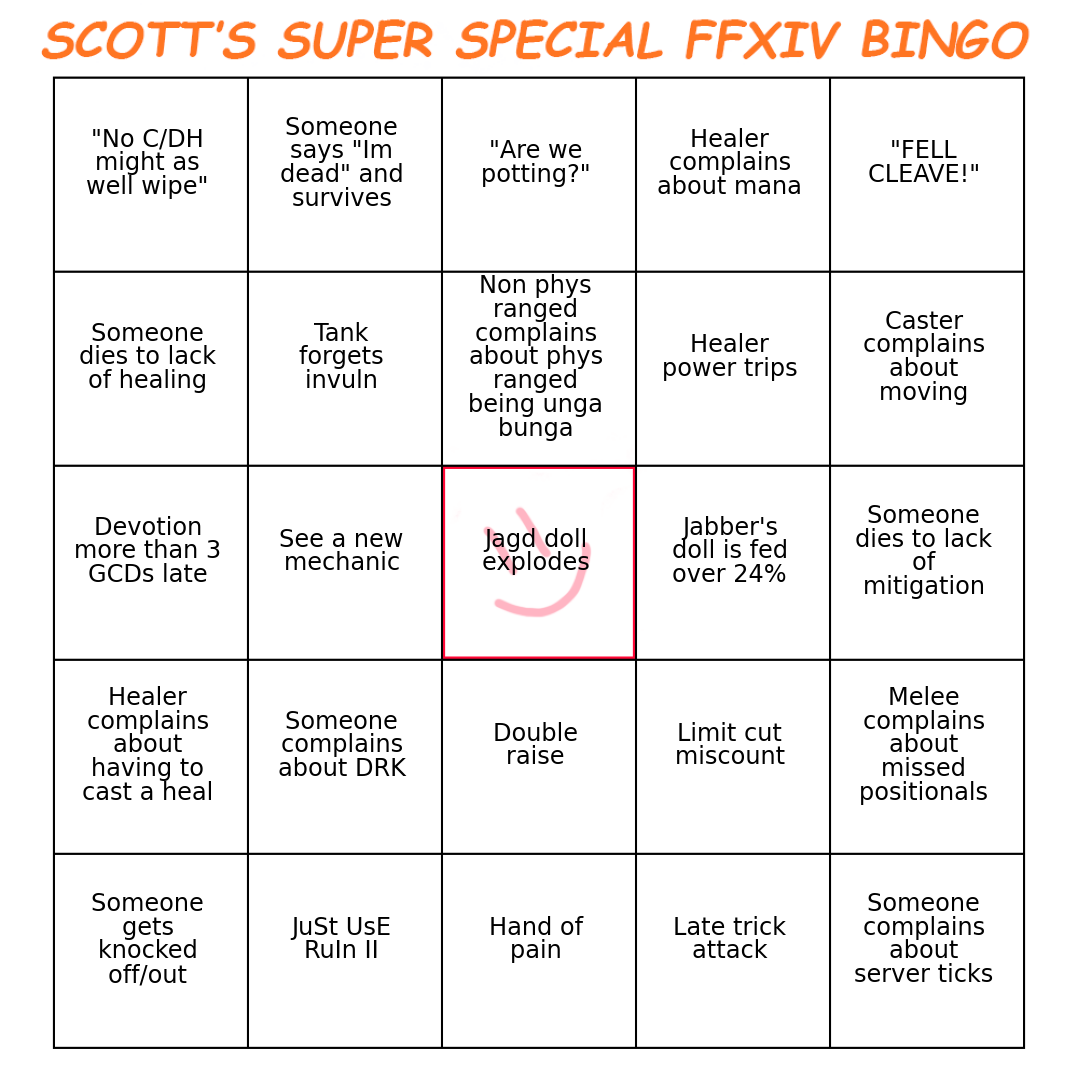 SCOTT'S SUPER SPECIAL FFXIV BINGO
"No C/DH
might as
well wipe"
Someone
says "Im
dead" and
survives
"Are we
potting?"
Healer
complains
about mana
"FELL
CLEAVE!"
Someone
dies to lack
of healing
Tank
forgets
invuln
Non phys
ranged
complains
about phys
ranged
being unga
bunga
Healer
power trips
Caster
complains
about
moving
Devotion
more than 3
GCDs late
See a new
mechanic
Jagd doll
explodes
Jabber's
doll is fed
over 24%
Someone
dies to lack
of
mitigation
Healer
complains
about
having to
cast a heal
Someone
complains
about DRK
Double
raise
Limit cut
miscount
Melee
complains
about
missed
positionals
Someone
gets
knocked
off/out
JuSt UsE
RuIn II
Hand of
pain
Late trick
attack
Someone
complains
about
server ticks